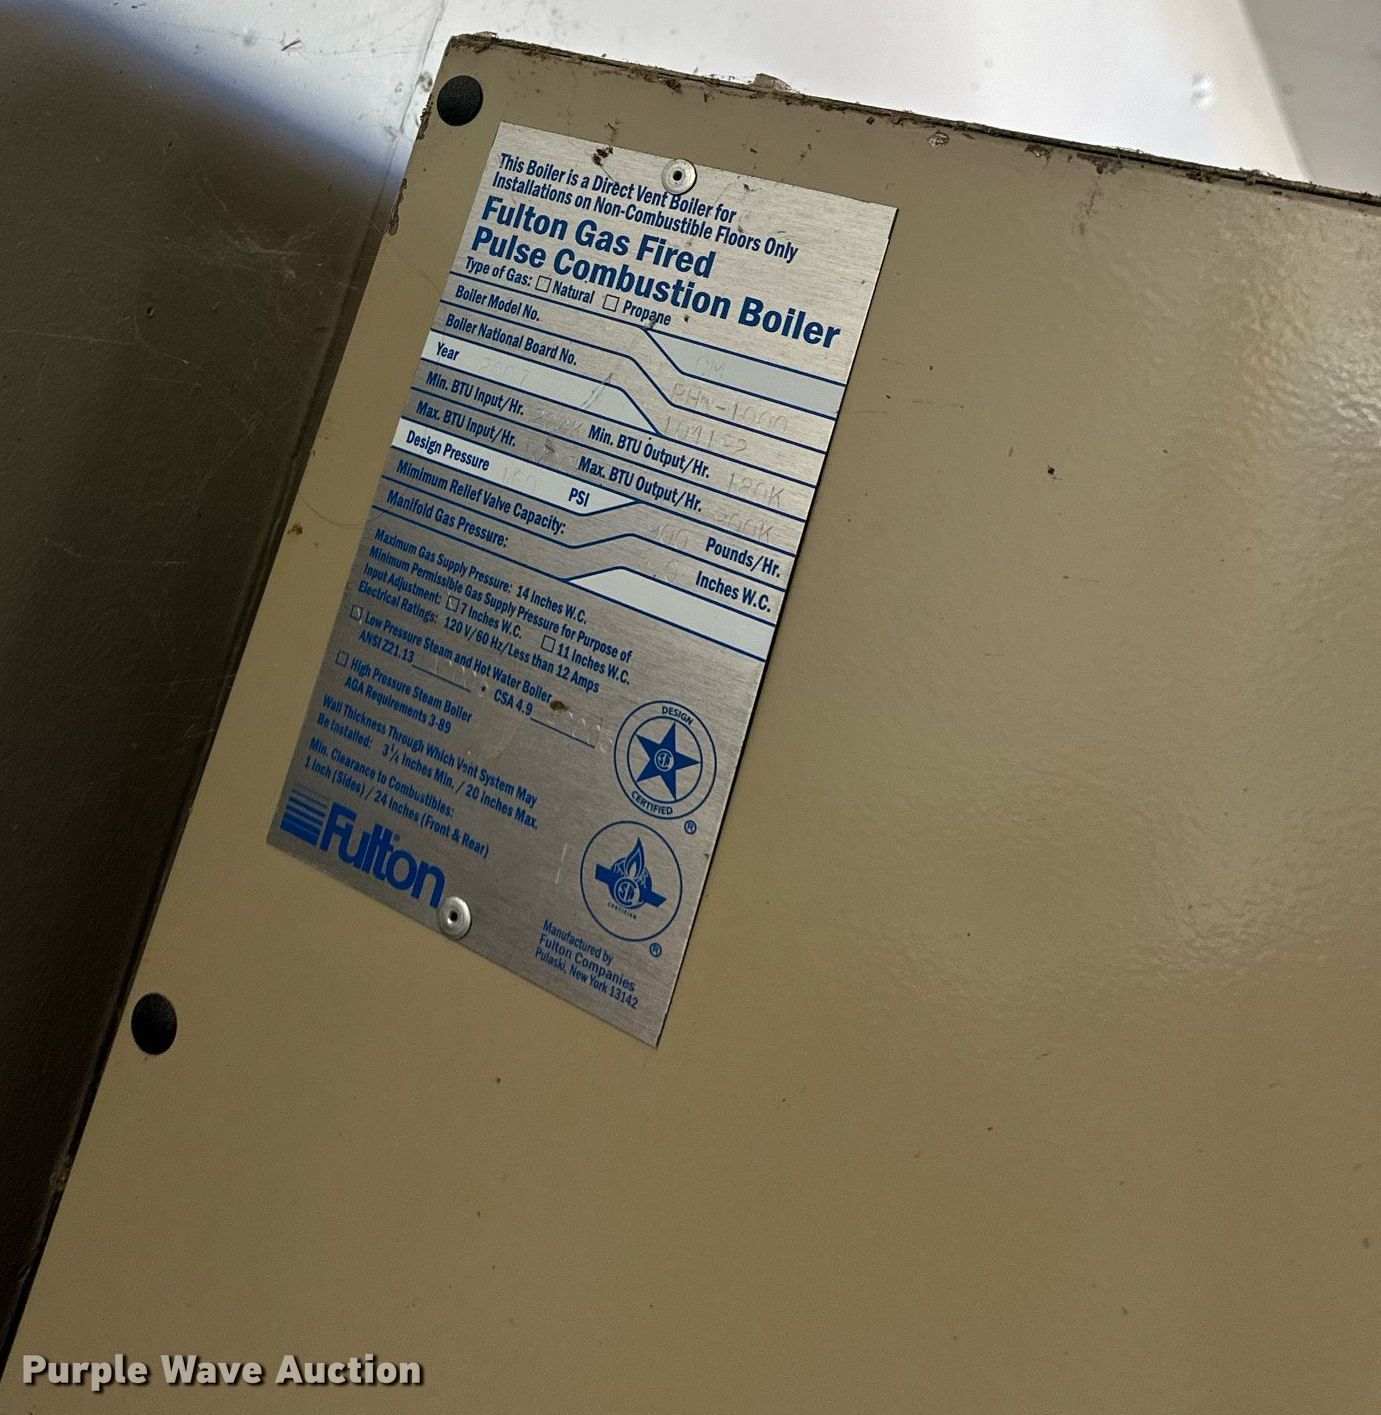 This Boiler is a Direct Vent Boiler for
Installations on Non-Combustible Floors Only
Fulton Gas Fired
Pulse Combustion Boiler
Type of Gas: Natural Propane
Boiler Model No.
Boiler National Board No.
Year 2007
Min. BTU Input/Hr. Min. BTU Output/Hr. 180K
Max. BTU Input/Hr. Max. BTU Output/Hr. 900K
Design Pressure PSI
Mimimum Relief Valve Capacity: 900 Pounds/Hr.
Manifold Gas Pressure: Inches W.C.
Maximum Gas Supply Pressure: 14 Inches W.C.
Minimum Permissible Gas Supply Pressure for Purpose of
Input Adjustment: 7 Inches W.C. 11 Inches W.C.
Electrical Ratings: 120 V/60 Hz/Less than 12 Amps
Low Pressure Steam and Hot Water Boiler
ANSI Z21.13 • CSA 4.9
High Pressure Steam Boiler
AGA Requirements 3-89
Wall Thickness Through Which Vent System May
Be Installed: 3¼ Inches Min. / 20 Inches Max.
Min. Clearance to Combustibles:
1 Inch (Sides) / 24 Inches (Front & Rear)
Fulton
DESIGN
CERTIFIED
®
CERTIFIED
®
Manufactured by
Fulton Companies
Pulaski, New York 13142
Purple Wave Auction